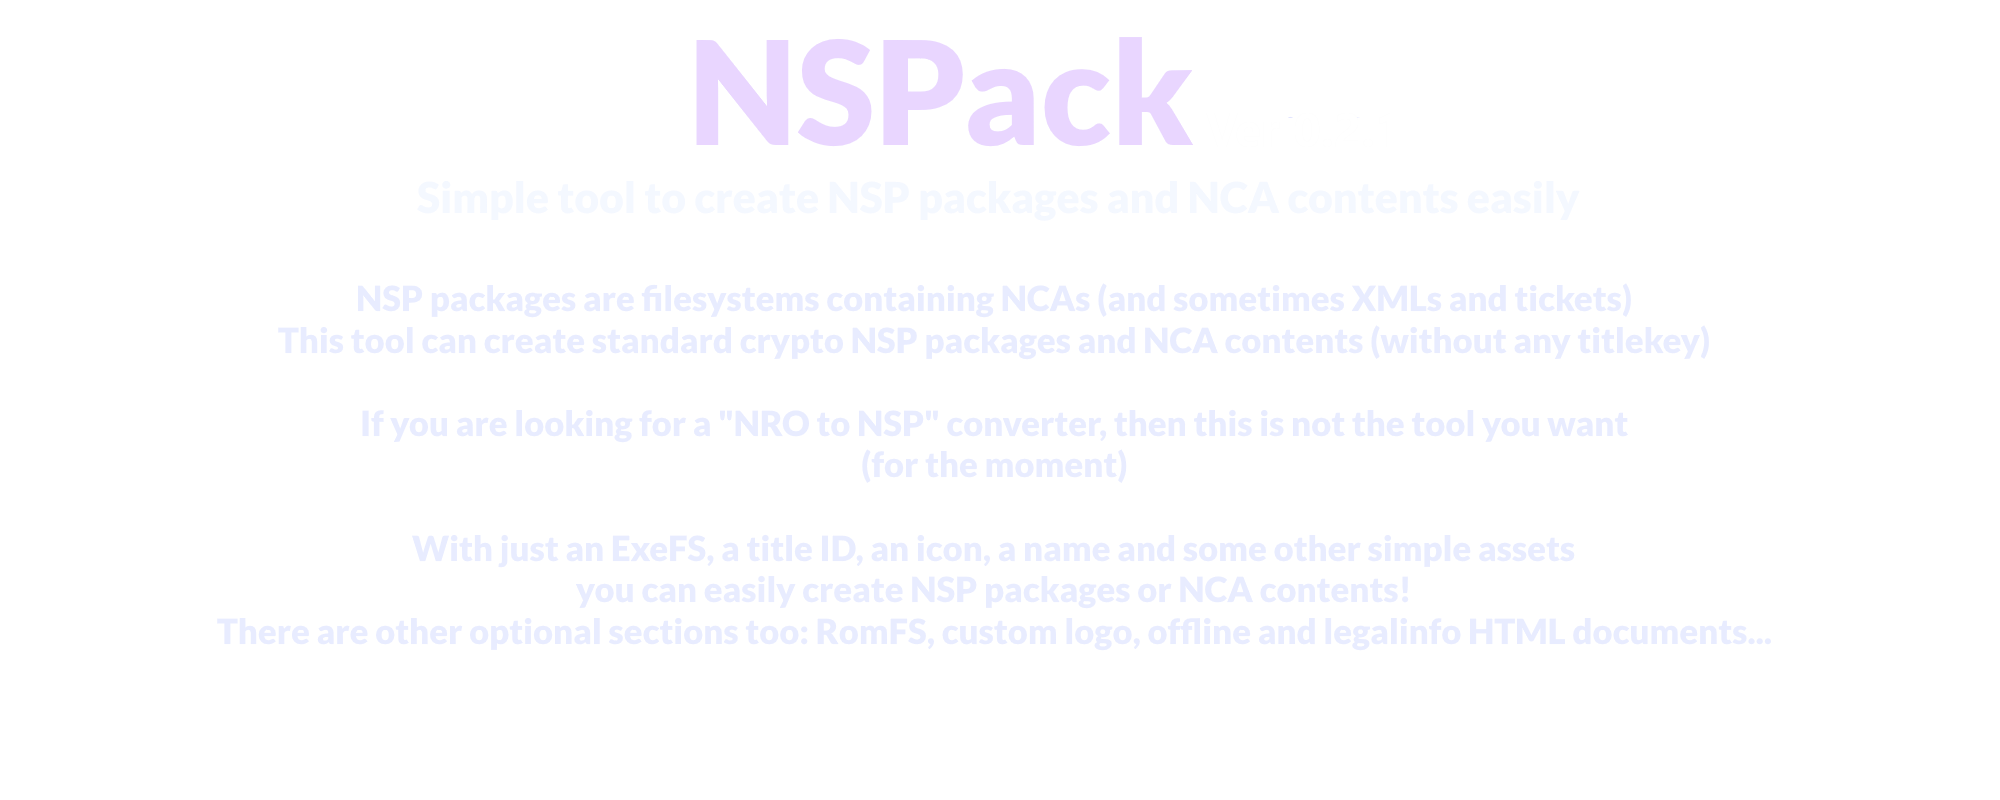 NSPack
Simple tool to create NSP packages and NCA contents easily
NSP packages are filesystems containing NCAs (and sometimes XMLs and tickets)
This tool can create standard crypto NSP packages and NCA contents (without any titlekey)
If you are looking for a "NRO to NSP" converter, then this is not the tool you want
(for the moment)
With just an ExeFS, a title ID, an icon, a name and some other simple assets
you can easily create NSP packages or NCA contents!
There are other optional sections too: RomFS, custom logo, offline and legalinfo HTML documents...